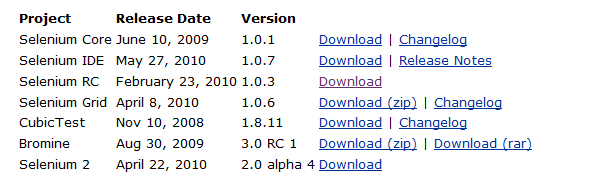 Project Release Date Version
Selenium Core June 10, 2009 1.0.1 Download | Changelog
Selenium IDE May 27, 2010 1.0.7 Download | Release Notes
Selenium RC February 23, 2010 1.0.3 Download
Selenium Grid April 8, 2010 1.0.6 Download (zip) | Changelog
CubicTest Nov 10, 2008 1.8.11 Download | Changelog
Bromine Aug 30, 2009 3.0 RC 1 Download (zip) | Download (rar)
Selenium 2 April 22, 2010 2.0 alpha 4 Download